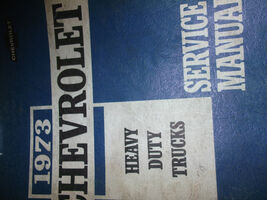 CHEVROLET
1973
CHEVROLET
HEAVY
DUTY
TRUCKS
SERVICE
MANUAL